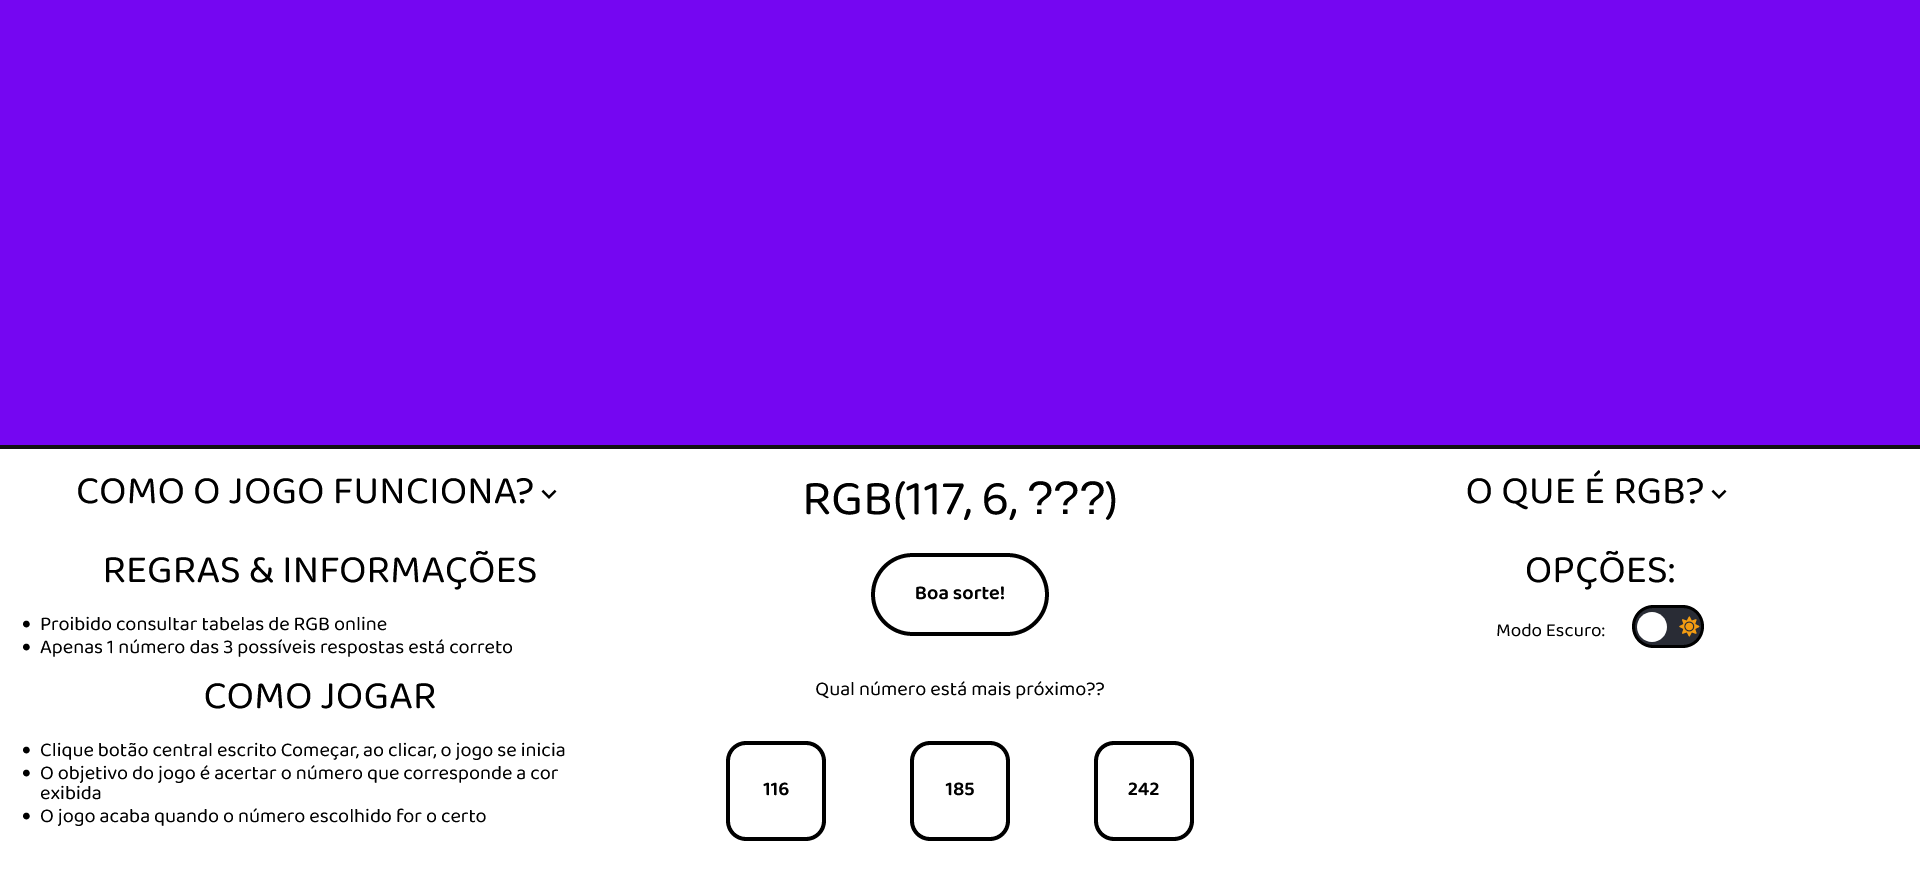 COMO O JOGO FUNCIONA?
REGRAS & INFORMAÇÕES
Proibido consultar tabelas de RGB online
Apenas 1 número das 3 possíveis respostas está correto
COMO JOGAR
Clique botão central escrito Começar, ao clicar, o jogo se inicia
O objetivo do jogo é acertar o número que corresponde a cor
exibida
O jogo acaba quando o número escolhido for o certo
RGB(117, 6, ???)
Boa sorte!
Qual número está mais próximo??
116
185
242
O QUE É RGB?
OPÇÕES:
Modo Escuro: